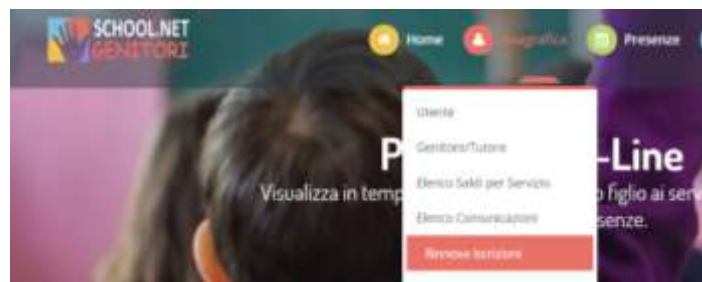 SCHOOL.NET
GENITORI
Home
Anagrafica
Presenze
Utente
Genitore/Tutore
Elenco Saldi per Servizio
Elenco Comunicazioni
Rinnova Iscrizioni
P -Line
Visualizza in temp figlio ai serv
senze.